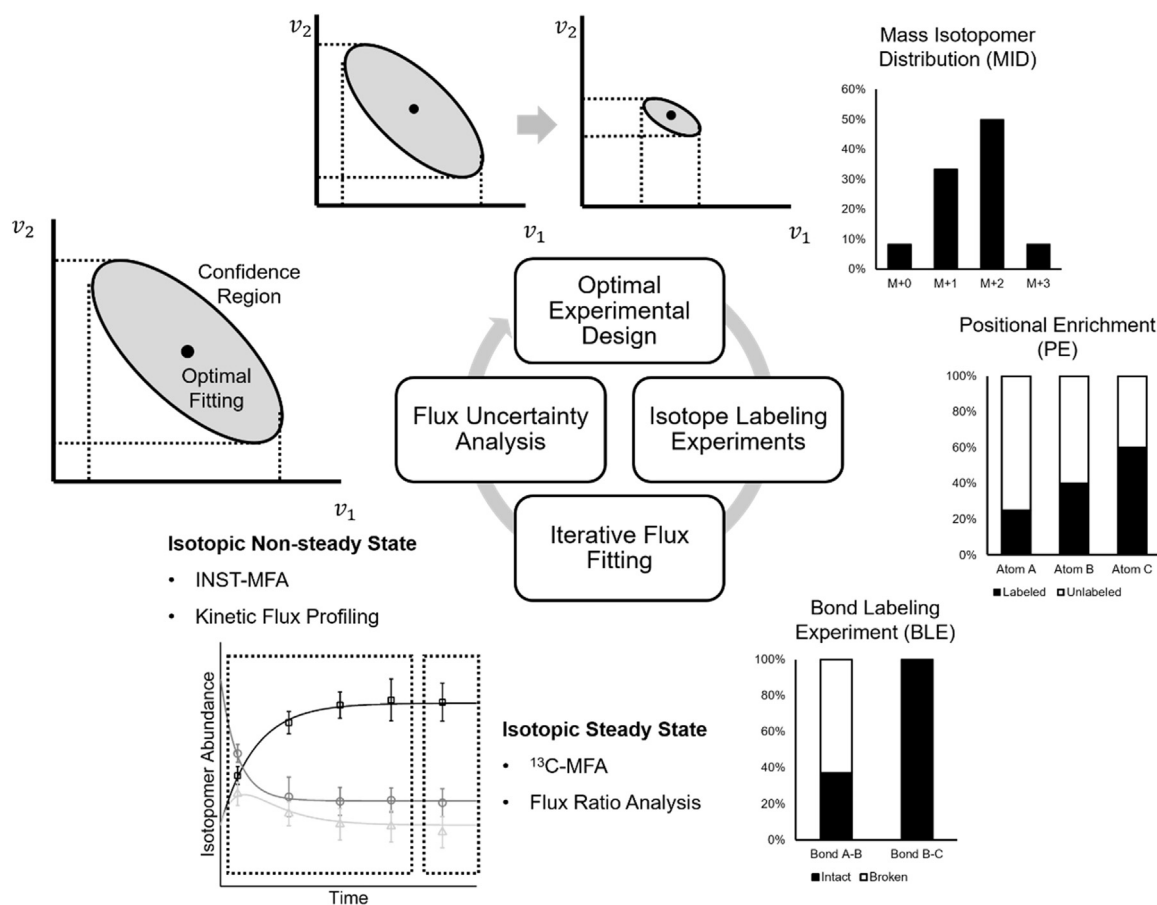 v₂
v₁
v₂
v₁
Mass Isotopomer
Distribution (MID)
60%
50%
40%
30%
20%
10%
0%
M+0 M+1 M+2 M+3
v₂
v₁
Confidence
Region
Optimal
Fitting
Optimal
Experimental
Design
Flux Uncertainty
Analysis
Isotope Labeling
Experiments
Iterative Flux
Fitting
Positional Enrichment
(PE)
100%
80%
60%
40%
20%
0%
Atom A Atom B Atom C
■Labeled □Unlabeled
Isotopic Non-steady State
• INST-MFA
• Kinetic Flux Profiling
Isotopomer Abundance
Time
Isotopic Steady State
• ¹³C-MFA
• Flux Ratio Analysis
Bond Labeling
Experiment (BLE)
100%
80%
60%
40%
20%
0%
Bond A-B Bond B-C
■Intact □Broken